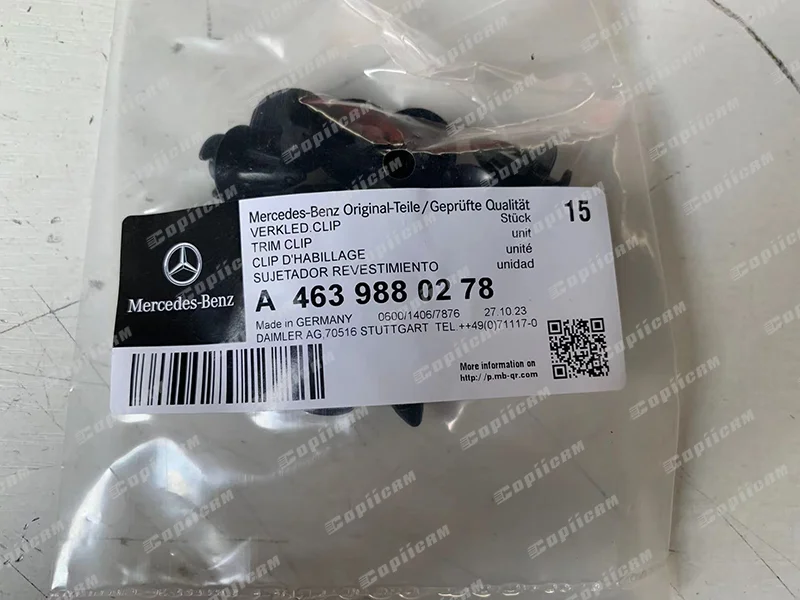 Mercedes-Benz Original-Teile/Geprüfte Qualität
VERKLED.CLIP Stück 15
TRIM CLIP unit
CLIP D'HABILLAGE unité
SUJETADOR REVESTIMIENTO unidad
Mercedes-Benz
A 463 988 02 78
Made in GERMANY 0600/1406/7876 27.10.23
DAIMLER AG,70516 STUTTGART TEL ++49(0)71117-0
More information on
http://p.mb-qr.com
Copiicam